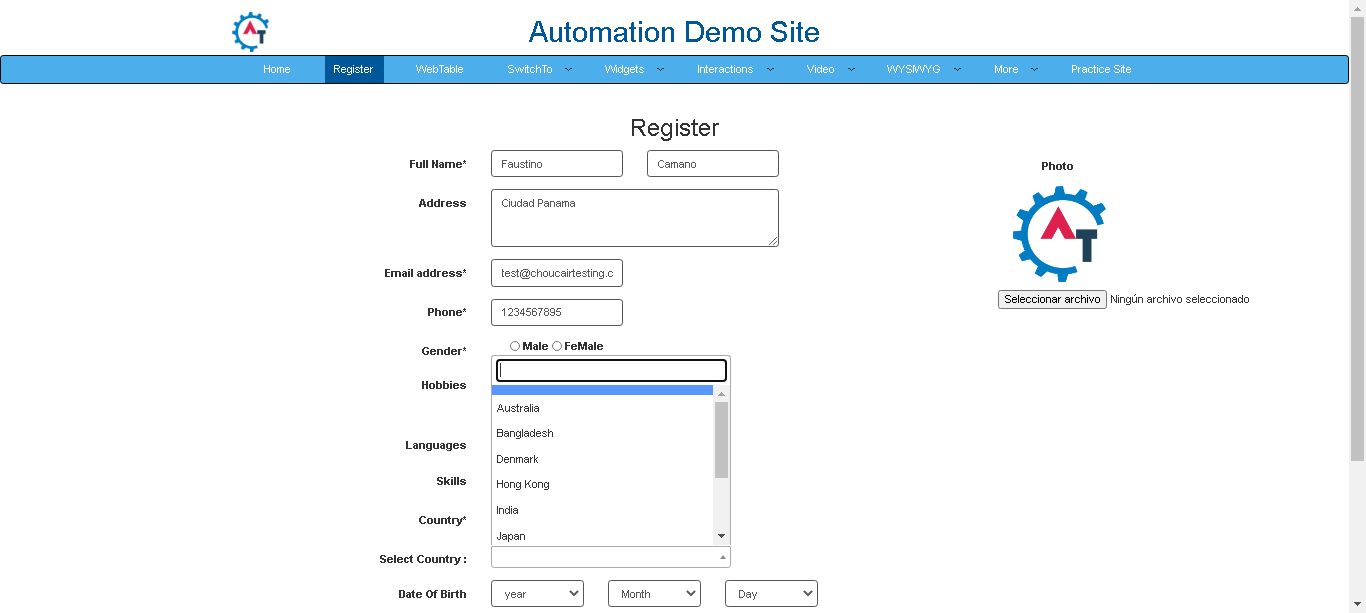 Automation Demo Site
Home Register WebTable SwitchTo Widgets Interactions Video WYSIWYG More Practice Site
Register
Full Name* Faustino Camano
Photo
Address Ciudad Panama
AT
Email address* test@choucairtesting.c
Seleccionar archivo Ningún archivo seleccionado
Phone* 1234567895
Gender* Male FeMale
Hobbies
Australia
Bangladesh
Languages
Denmark
Skills
Hong Kong
India
Country*
Japan
Select Country :
Date Of Birth year Month Day